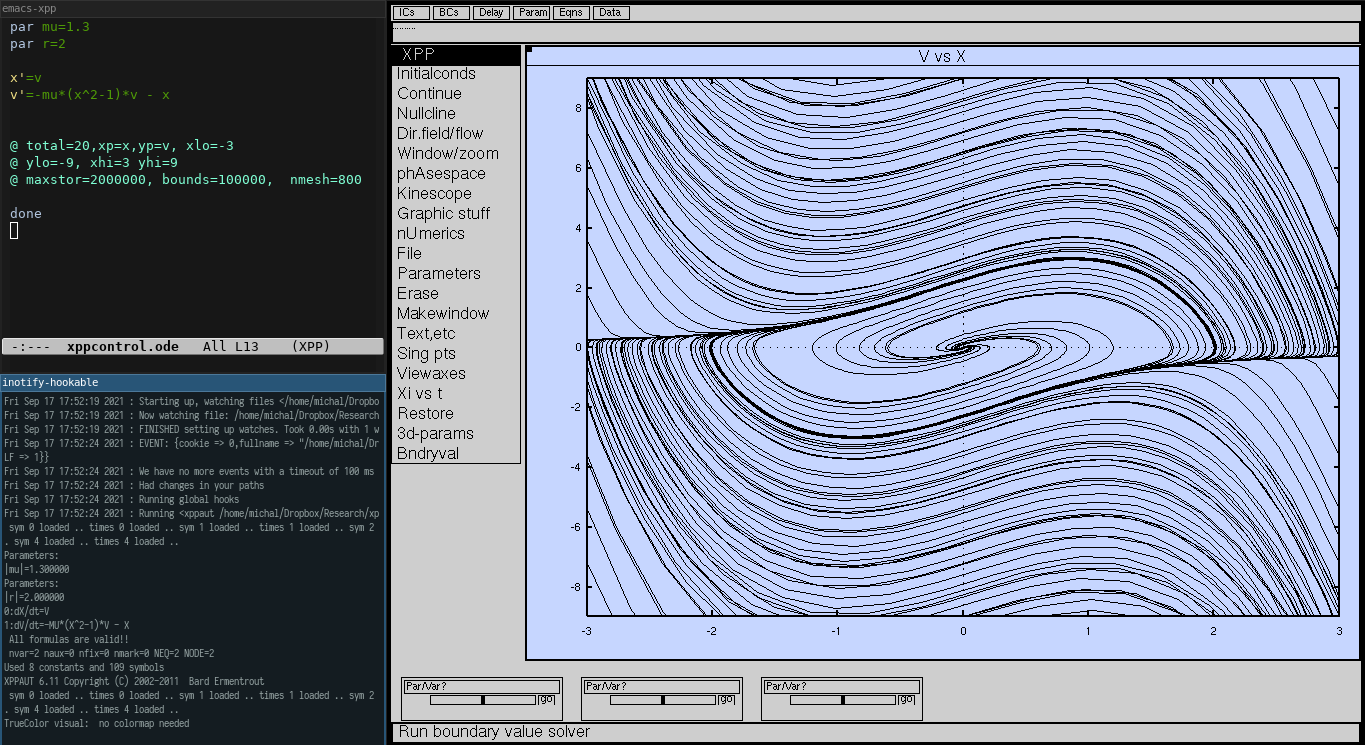 emacs-xpp
par mu=1.3
par r=2
x'=v
v'=-mu*(x^2-1)*v - x
@ total=20,xp=x,yp=v, xlo=-3
@ ylo=-9, xhi=3 yhi=9
@ maxstor=2000000, bounds=100000,  nmesh=800
done
-:---  xppcontrol.ode   All L13    (XPP)
inotify-hookable
Fri Sep 17 17:52:19 2021 : Starting up, watching files </home/michal/Dropbo
Fri Sep 17 17:52:19 2021 : Now watching file: /home/michal/Dropbox/Research
Fri Sep 17 17:52:19 2021 : FINISHED setting up watches. Took 0.00s with 1 w
Fri Sep 17 17:52:24 2021 : EVENT: {cookie => 0,fullname => "/home/michal/Dr
LF => 1}}
Fri Sep 17 17:52:24 2021 : We have no more events with a timeout of 100 ms
Fri Sep 17 17:52:24 2021 : Had changes in your paths
Fri Sep 17 17:52:24 2021 : Running global hooks
Fri Sep 17 17:52:24 2021 : Running <xppaut /home/michal/Dropbox/Research/xp
sym 0 loaded .. times 0 loaded .. sym 1 loaded .. times 1 loaded .. sym 2
. sym 4 loaded .. times 4 loaded ..
Parameters:
|mu|=1.300000
Parameters:
|r|=2.000000
0:dX/dt=V
1:dV/dt=-MU*(X^2-1)*V - X
All formulas are valid!!
nvar=2 naux=0 nfix=0 nmark=0 NEQ=2 NODE=2
Used 8 constants and 109 symbols
XPPAUT 6.11 Copyright (C) 2002-2011  Bard Ermentrout
sym 0 loaded .. times 0 loaded .. sym 1 loaded .. times 1 loaded .. sym 2
. sym 4 loaded .. times 4 loaded ..
TrueColor visual:  no colormap needed
ICs BCs Delay Param Eqns Data
XPP
Initialconds
Continue
Nullcline
Dir.field/flow
Window/zoom
phAsespace
Kinescope
Graphic stuff
nUmerics
File
Parameters
Erase
Makewindow
Text,etc
Sing pts
Viewaxes
Xi vs t
Restore
3d-params
Bndryval
V vs X
8
6
4
2
0
-2
-4
-6
-8
-3 -2 -1 0 1 2 3
Par/Var?
go
Par/Var?
go
Par/Var?
go
Run boundary value solver